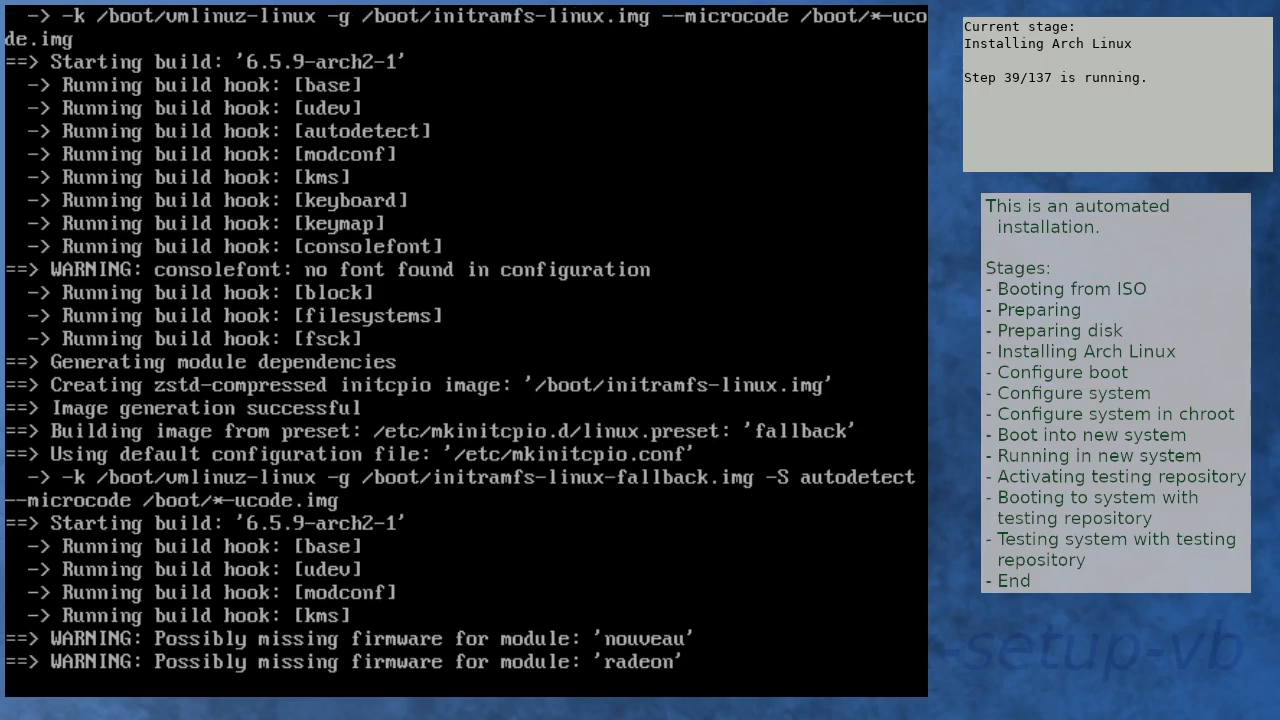 -> -k /boot/vmlinuz-linux -g /boot/initramfs-linux.img --microcode /boot/*-uco
de.img
==> Starting build: '6.5.9-arch2-1'
  -> Running build hook: [base]
  -> Running build hook: [udev]
  -> Running build hook: [autodetect]
  -> Running build hook: [modconf]
  -> Running build hook: [kms]
  -> Running build hook: [keyboard]
  -> Running build hook: [keymap]
  -> Running build hook: [consolefont]
==> WARNING: consolefont: no font found in configuration
  -> Running build hook: [block]
  -> Running build hook: [filesystems]
  -> Running build hook: [fsck]
==> Generating module dependencies
==> Creating zstd-compressed initcpio image: '/boot/initramfs-linux.img'
==> Image generation successful
==> Building image from preset: /etc/mkinitcpio.d/linux.preset: 'fallback'
==> Using default configuration file: '/etc/mkinitcpio.conf'
  -> -k /boot/vmlinuz-linux -g /boot/initramfs-linux-fallback.img -S autodetect
--microcode /boot/*-ucode.img
==> Starting build: '6.5.9-arch2-1'
  -> Running build hook: [base]
  -> Running build hook: [udev]
  -> Running build hook: [modconf]
  -> Running build hook: [kms]
==> WARNING: Possibly missing firmware for module: 'nouveau'
==> WARNING: Possibly missing firmware for module: 'radeon'
Current stage:
Installing Arch Linux
Step 39/137 is running.
This is an automated
installation.
Stages:
- Booting from ISO
- Preparing
- Preparing disk
- Installing Arch Linux
- Configure boot
- Configure system
- Configure system in chroot
- Boot into new system
- Running in new system
- Activating testing repository
- Booting to system with
testing repository
- Testing system with testing
repository
- End
-setup-vb